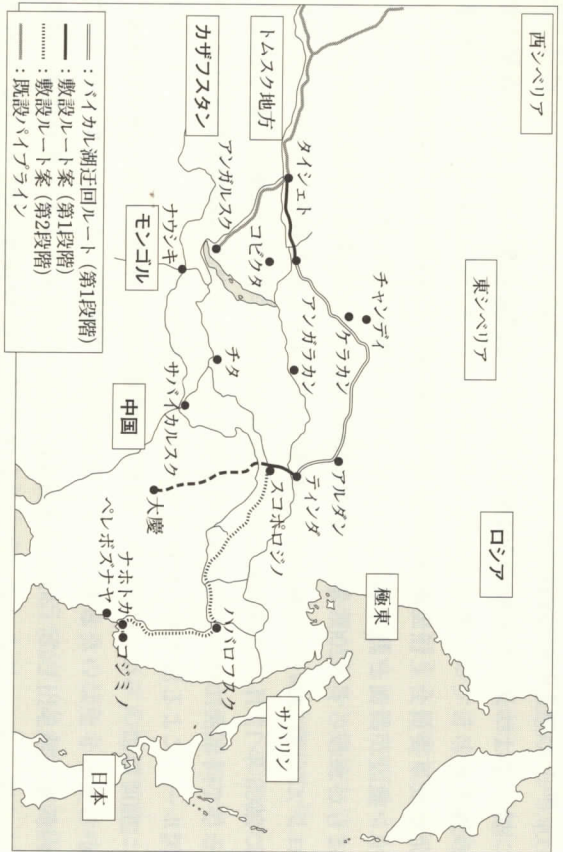 西シベリア
東シベリア
ロシア
トムスク地方
タイシェト
チャンディ
ケラカン
アンガラカン
コビクタ
アンガルスク
カザフスタン
ナウシキ
モンゴル
チタ
サバイカルスク
中国
アルダン
ティンダ
スコボロジノ
大慶
極東
ハバロフスク
サハリン
ナホトカ
コジミノ
ペレボズナヤ
日本
：バイカル湖迂回ルート（第1段階）
：敷設ルート案（第1段階）
：敷設ルート案（第2段階）
：既設パイプライン